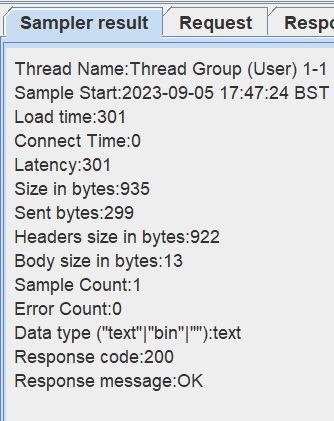 Sampler result Request
Thread Name:Thread Group (User) 1-1
Sample Start:2023-09-05 17:47:24 BST
Load time:301
Connect Time:0
Latency:301
Size in bytes:935
Sent bytes:299
Headers size in bytes:922
Body size in bytes:13
Sample Count:1
Error Count:0
Data type ("text"|"bin"|""):text
Response code:200
Response message:OK